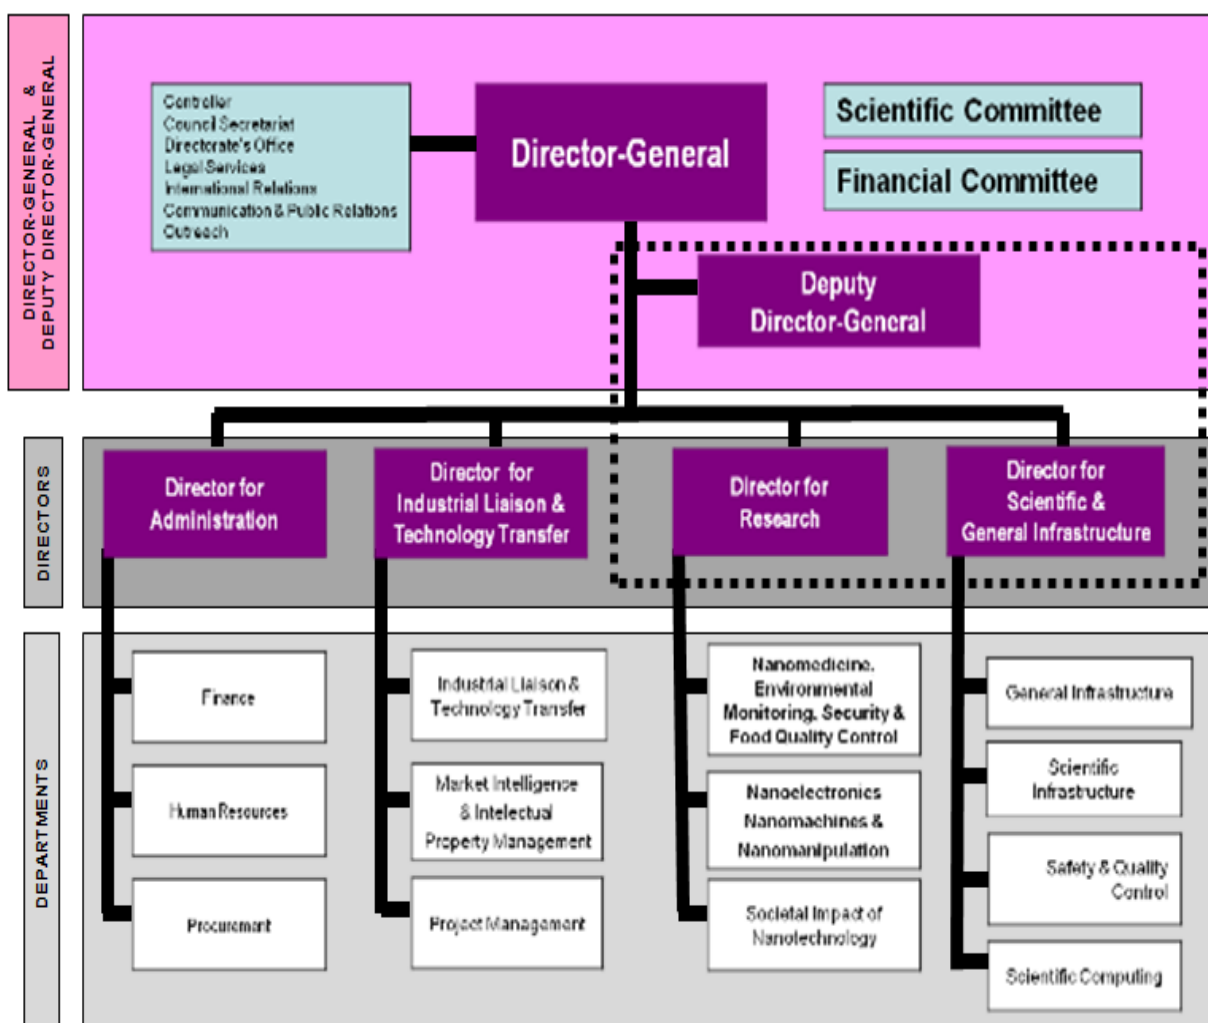 DIRECTOR-GENERAL &
DEPUTY DIRECTOR-GENERAL
Controller
Council Secretariat
Directorate's Office
Legal Services
International Relations
Communication & Public Relations
Outreach
Director-General
Scientific Committee
Financial Committee
Deputy
Director-General
DIRECTORS
Director for
Administration
Director for
Industrial Liaison &
Technology Transfer
Director for
Research
Director for
Scientific &
General Infrastructure
DEPARTMENTS
Finance
Human Resources
Procurement
Industrial Liaison &
Technology Transfer
Market Intelligence
& Intelectual
Property Management
Project Management
Nanomedicine,
Environmental
Monitoring, Security &
Food Quality Control
Nanoelectronics
Nanomachines &
Nanomanipulation
Societal Impact of
Nanotechnology
General Infrastructure
Scientific
Infrastructure
Safety & Quality
Control
Scientific Computing